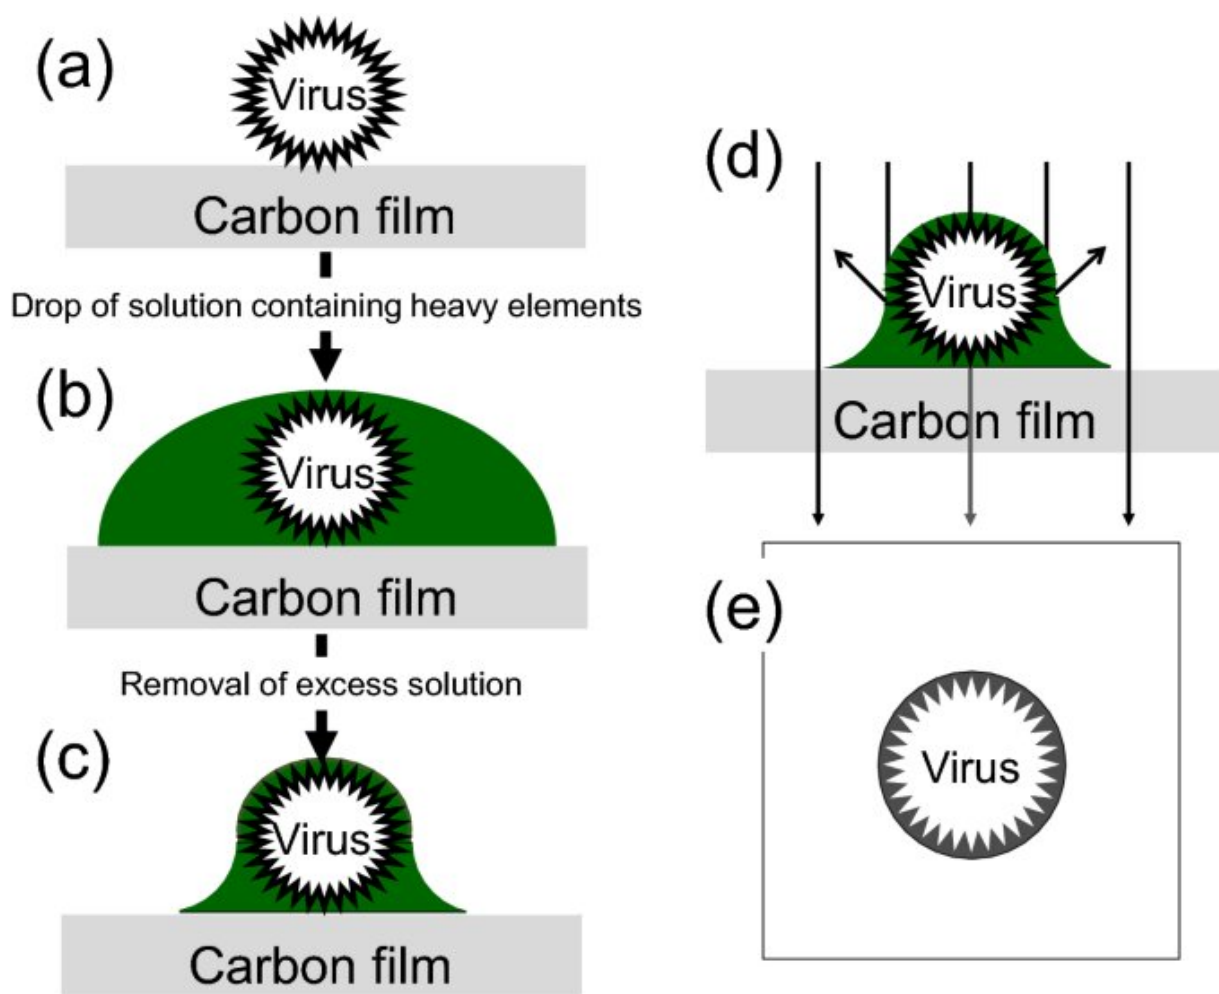 (a)
Virus
Carbon film
Drop of solution containing heavy elements
(b)
Virus
Carbon film
Removal of excess solution
(c)
Virus
Carbon film
(d)
Virus
Carbon film
(e)
Virus